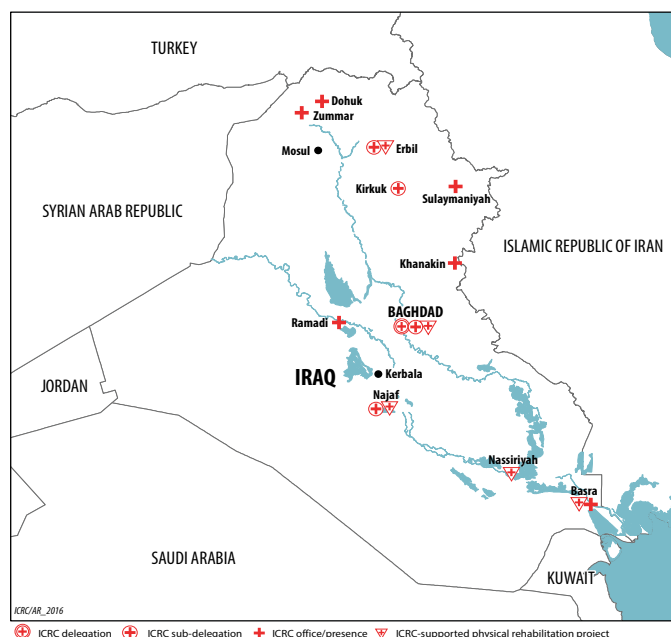 TURKEY
Dohuk
Zummar
Mosul
Erbil
Kirkuk
Sulaymaniyah
SYRIAN ARAB REPUBLIC
ISLAMIC REPUBLIC OF IRAN
Khanakin
BAGHDAD
Ramadi
IRAQ
Kerbala
JORDAN
Najaf
Nassiriyah
Basra
SAUDI ARABIA
KUWAIT
ICRC/AR_2016
ICRC delegation ICRC sub-delegation ICRC office/presence ICRC-supported physical rehabilitation project